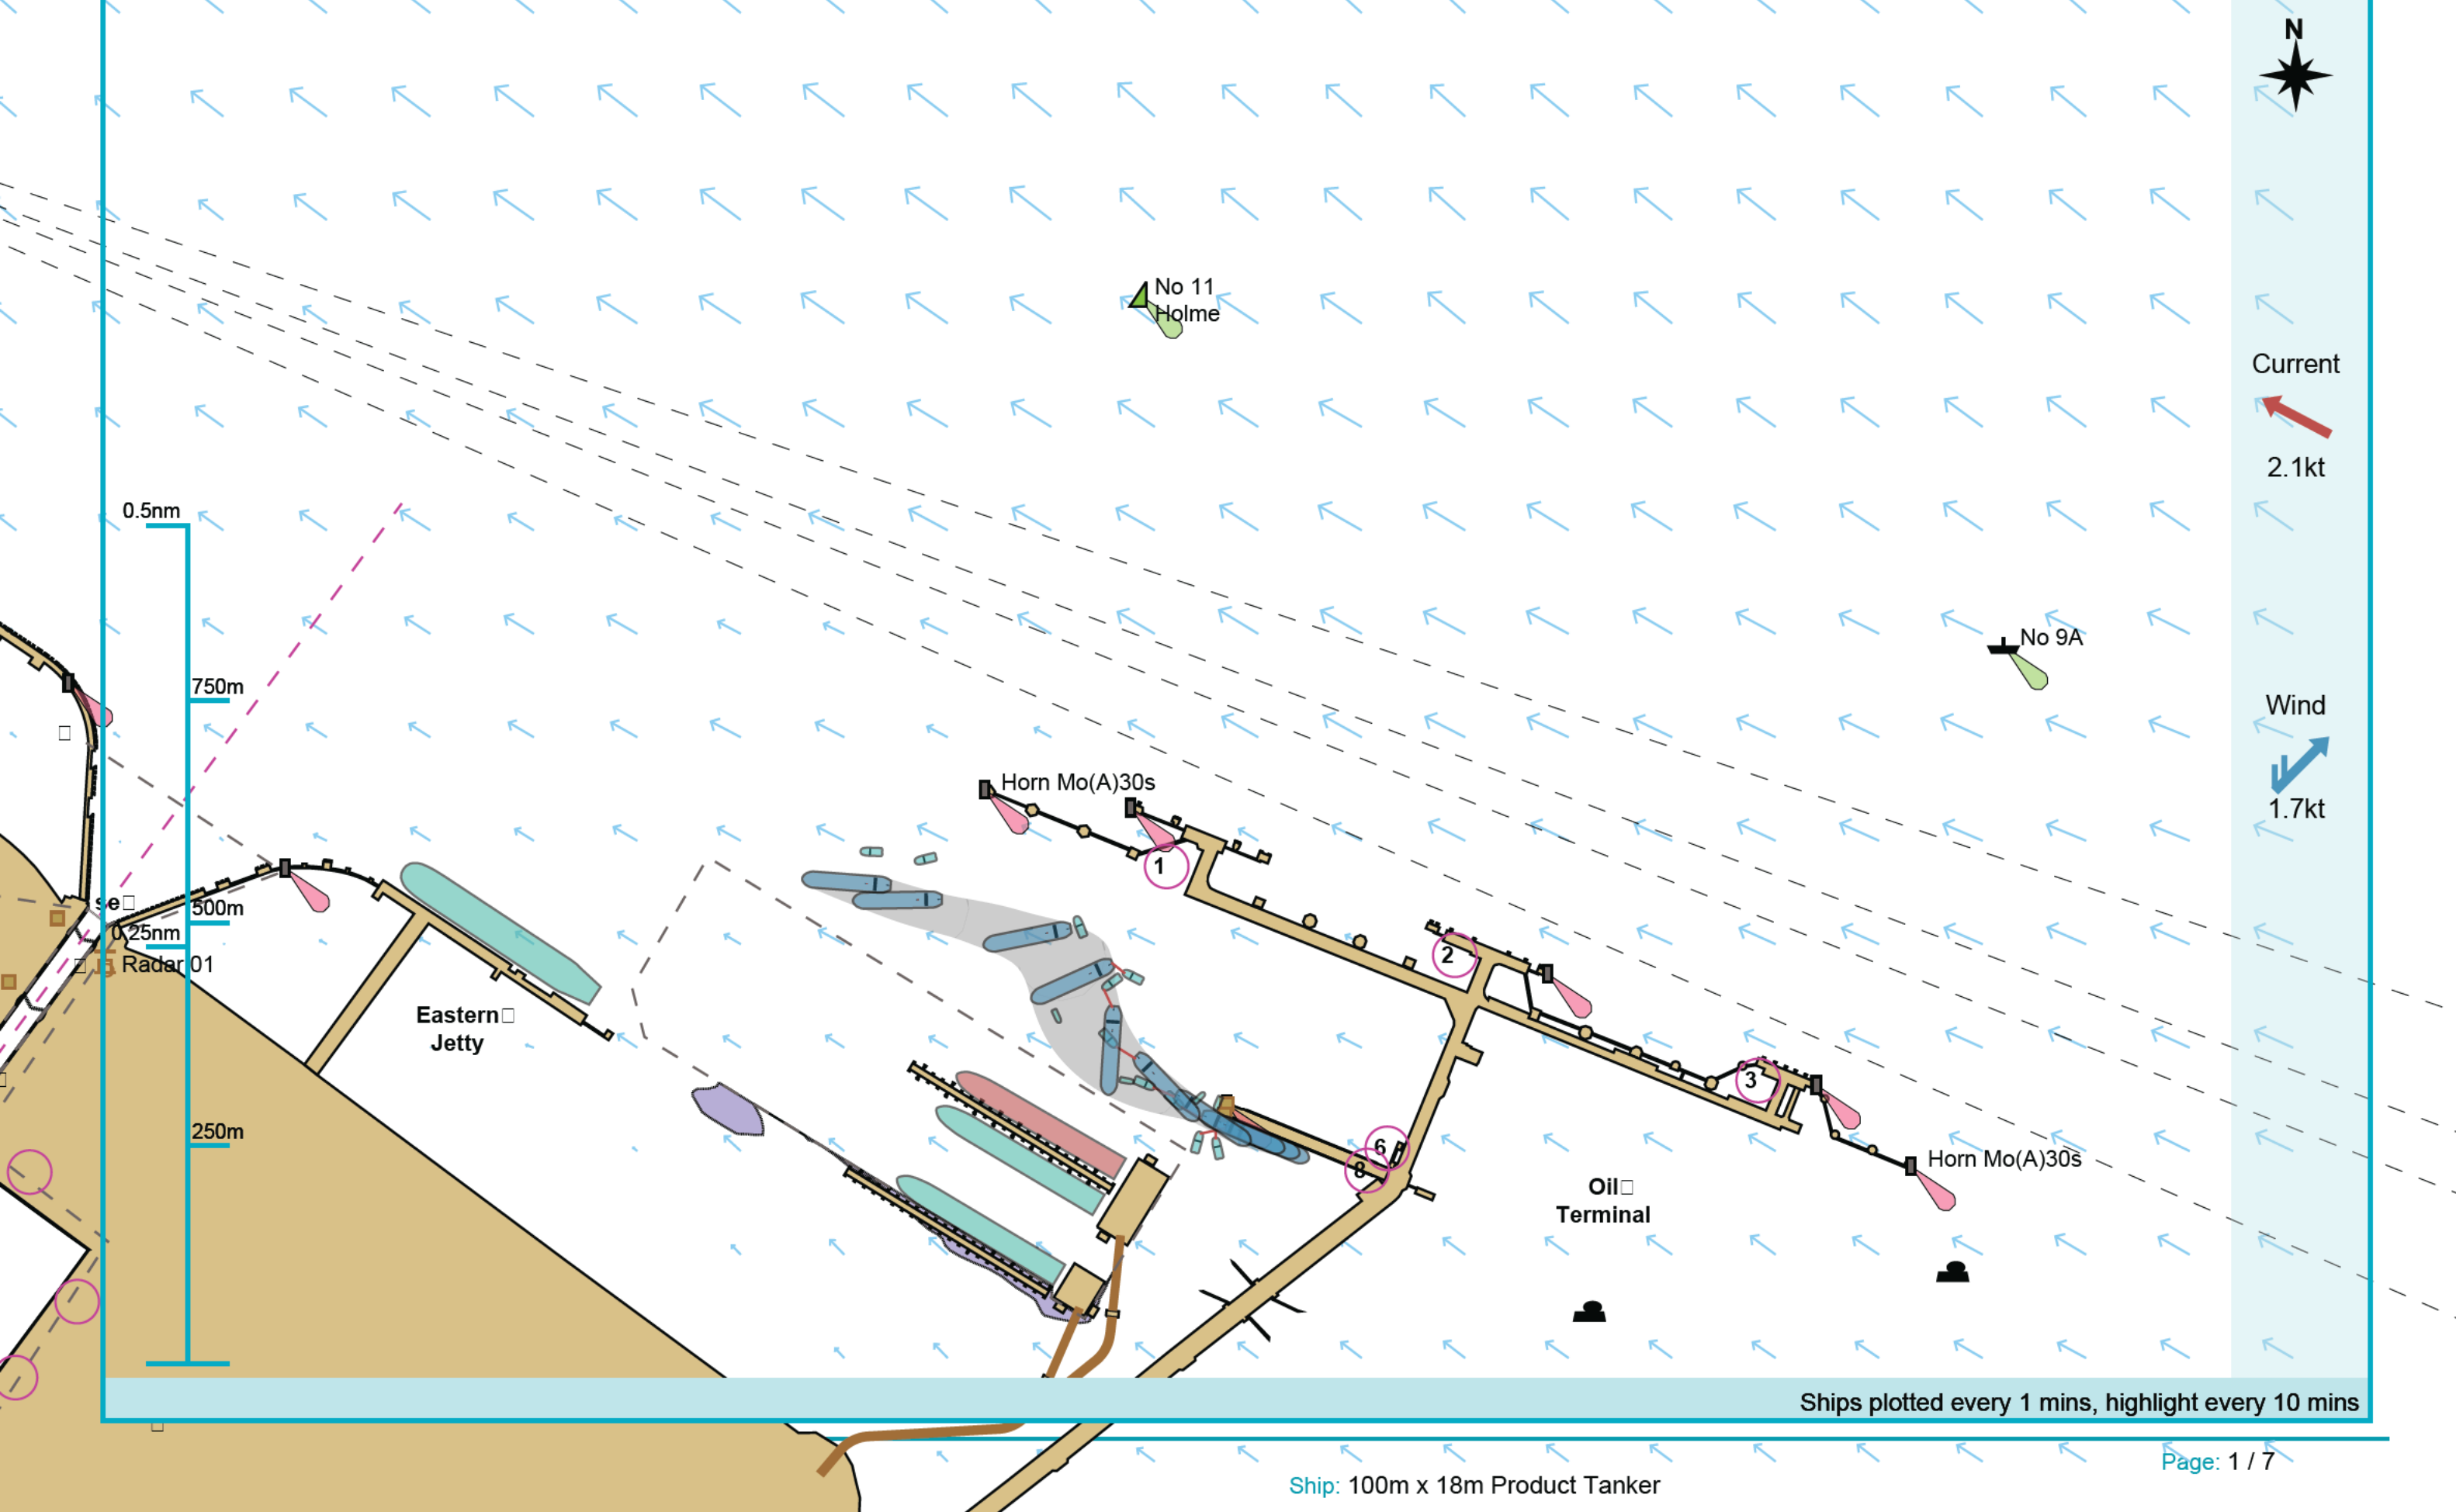 N
No 11
Holme
Current
2.1kt
0.5nm
No 9A
750m
Wind
Horn Mo(A)30s
1.7kt
1
se
500m
0.25nm
Radar 01
2
Eastern
Jetty
3
250m
6
8
Horn Mo(A)30s
Oil
Terminal
Ships plotted every 1 mins, highlight every 10 mins
Page: 1 / 7
Ship: 100m x 18m Product Tanker